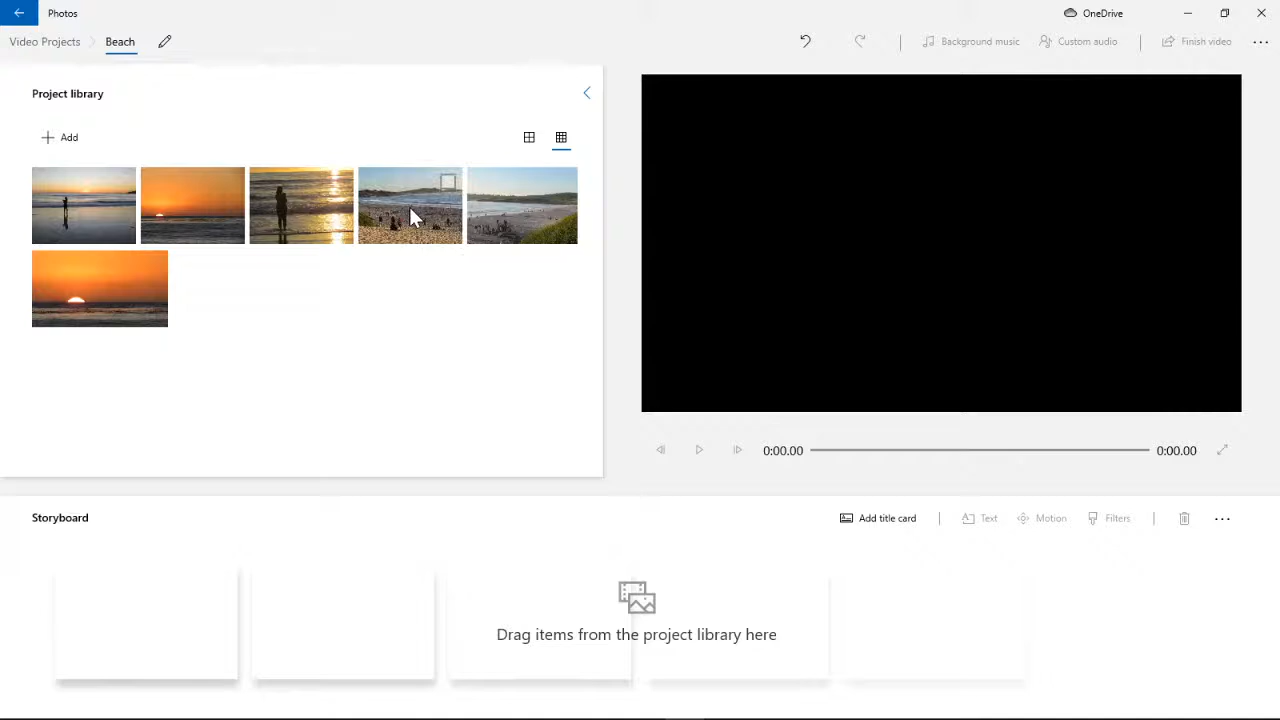 Photos
OneDrive
Video Projects
Beach
Background music
Custom audio
Finish video
Project library
Add
0:00.00
0:00.00
Storyboard
Add title card
Text
Motion
Filters
Drag items from the project library here